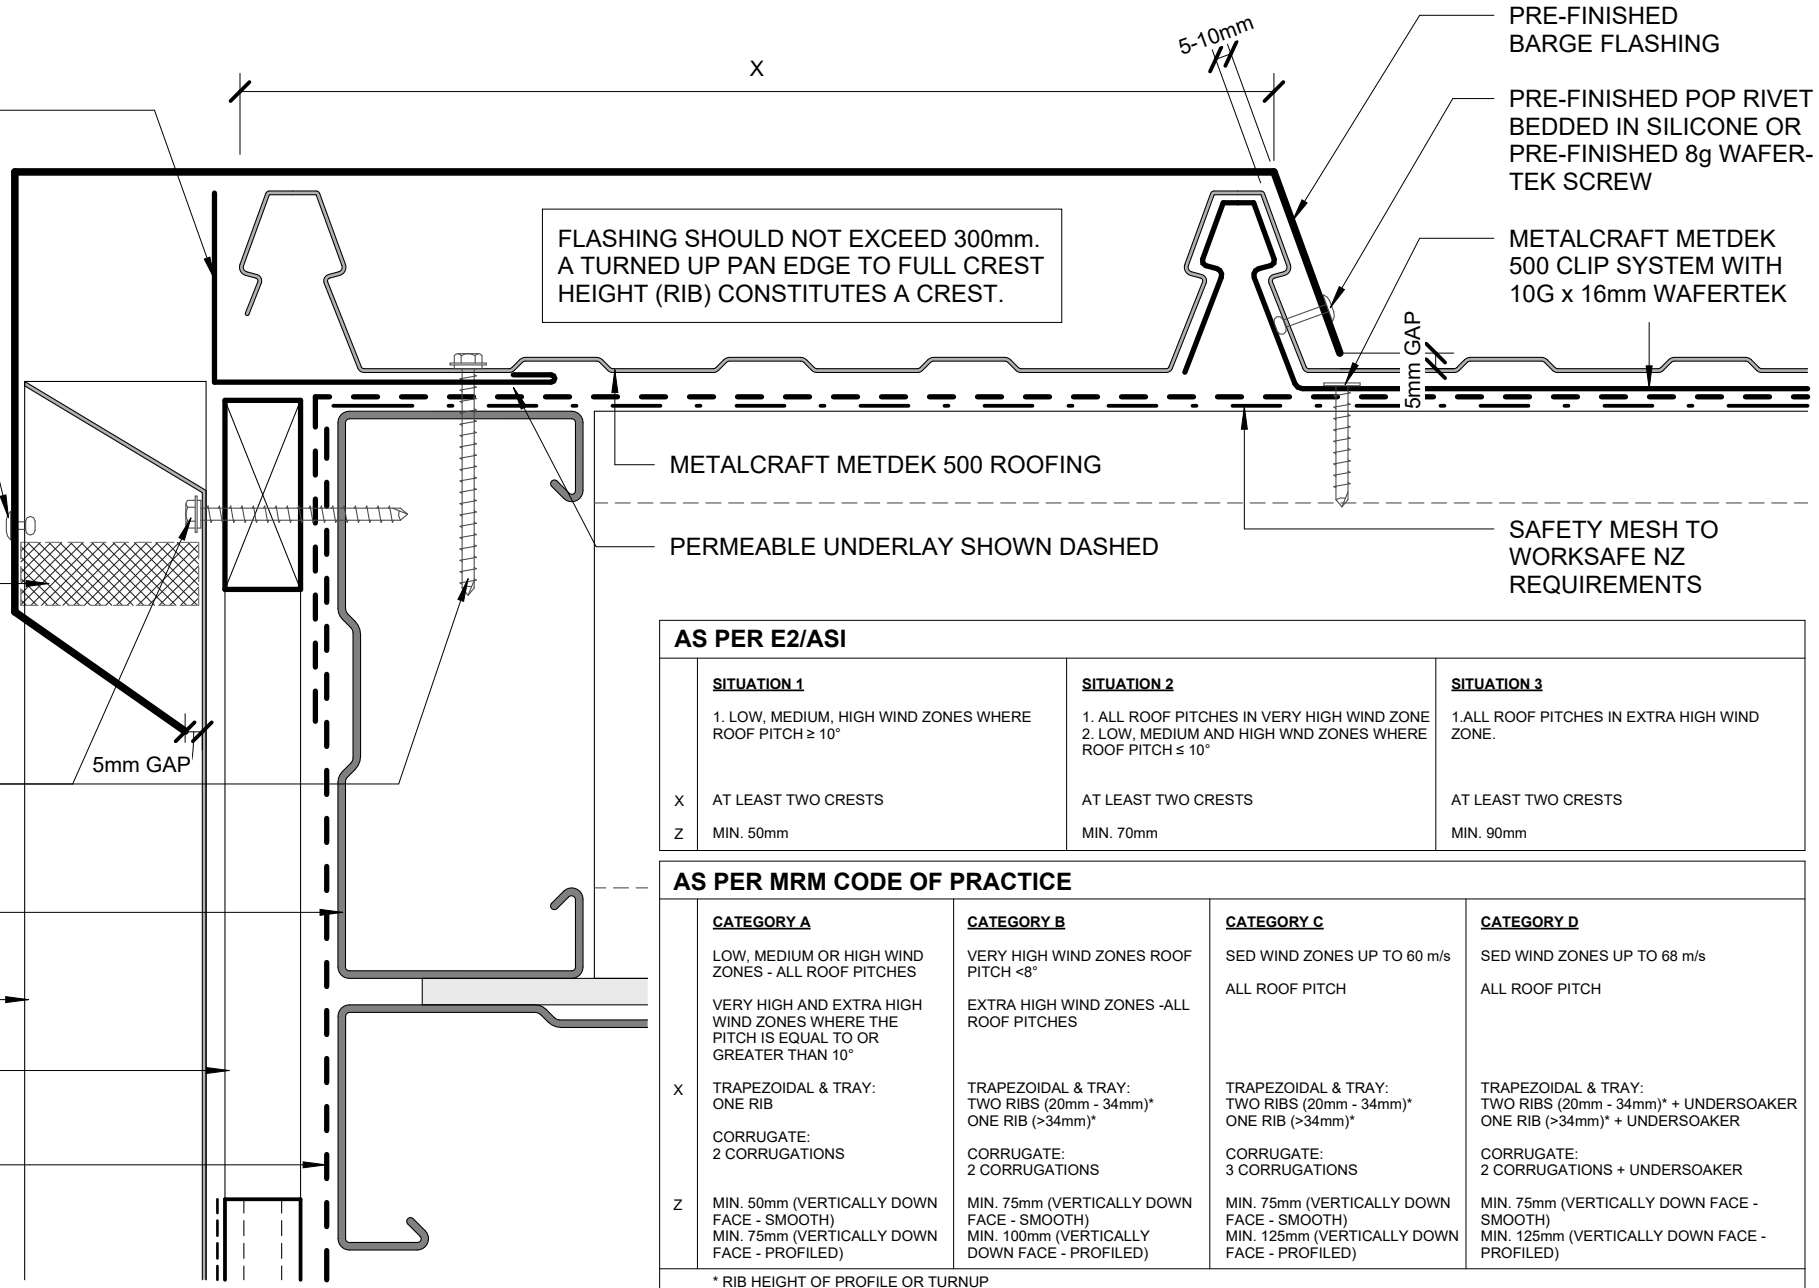 X
5-10mm
PRE-FINISHED
BARGE FLASHING
PRE-FINISHED POP RIVET
BEDDED IN SILICONE OR
PRE-FINISHED 8g WAFER-
TEK SCREW
FLASHING SHOULD NOT EXCEED 300mm.
A TURNED UP PAN EDGE TO FULL CREST
HEIGHT (RIB) CONSTITUTES A CREST.
METALCRAFT METDEK
500 CLIP SYSTEM WITH
10G x 16mm WAFERTEK
5mm GAP
METALCRAFT METDEK 500 ROOFING
PERMEABLE UNDERLAY SHOWN DASHED
SAFETY MESH TO
WORKSAFE NZ
REQUIREMENTS
5mm GAP
AS PER E2/ASI
SITUATION 1
1. LOW, MEDIUM, HIGH WIND ZONES WHERE
ROOF PITCH ≥ 10°
SITUATION 2
1. ALL ROOF PITCHES IN VERY HIGH WIND ZONE
2. LOW, MEDIUM AND HIGH WND ZONES WHERE
ROOF PITCH ≤ 10°
SITUATION 3
1.ALL ROOF PITCHES IN EXTRA HIGH WIND
ZONE.
X AT LEAST TWO CRESTS AT LEAST TWO CRESTS AT LEAST TWO CRESTS
Z MIN. 50mm MIN. 70mm MIN. 90mm
AS PER MRM CODE OF PRACTICE
CATEGORY A
LOW, MEDIUM OR HIGH WIND
ZONES - ALL ROOF PITCHES
VERY HIGH AND EXTRA HIGH
WIND ZONES WHERE THE
PITCH IS EQUAL TO OR
GREATER THAN 10°
CATEGORY B
VERY HIGH WIND ZONES ROOF
PITCH <8°
EXTRA HIGH WIND ZONES -ALL
ROOF PITCHES
CATEGORY C
SED WIND ZONES UP TO 60 m/s
ALL ROOF PITCH
CATEGORY D
SED WIND ZONES UP TO 68 m/s
ALL ROOF PITCH
X
TRAPEZOIDAL & TRAY:
ONE RIB
CORRUGATE:
2 CORRUGATIONS
TRAPEZOIDAL & TRAY:
TWO RIBS (20mm - 34mm)*
ONE RIB (>34mm)*
CORRUGATE:
2 CORRUGATIONS
TRAPEZOIDAL & TRAY:
TWO RIBS (20mm - 34mm)*
ONE RIB (>34mm)*
CORRUGATE:
3 CORRUGATIONS
TRAPEZOIDAL & TRAY:
TWO RIBS (20mm - 34mm)* + UNDERSOAKER
ONE RIB (>34mm)* + UNDERSOAKER
CORRUGATE:
2 CORRUGATIONS + UNDERSOAKER
Z
MIN. 50mm (VERTICALLY DOWN
FACE - SMOOTH)
MIN. 75mm (VERTICALLY DOWN
FACE - PROFILED)
MIN. 75mm (VERTICALLY DOWN
FACE - SMOOTH)
MIN. 100mm (VERTICALLY
DOWN FACE - PROFILED)
MIN. 75mm (VERTICALLY DOWN
FACE - SMOOTH)
MIN. 125mm (VERTICALLY DOWN
FACE - PROFILED)
MIN. 75mm (VERTICALLY DOWN FACE -
SMOOTH)
MIN. 125mm (VERTICALLY DOWN FACE -
PROFILED)
* RIB HEIGHT OF PROFILE OR TURNUP